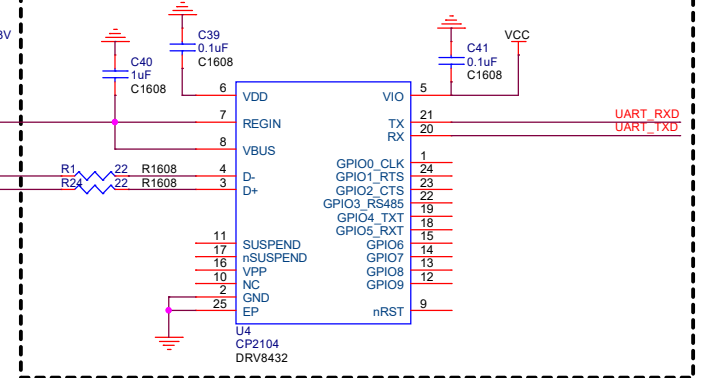 3V
C39
0.1uF
C1608
C40
1uF
C1608
C41
0.1uF
C1608
VCC
6 VDD
7 REGIN
8 VBUS
R1 22 R1608
4 D-
R24 22 R1608
3 D+
11 SUSPEND
17 nSUSPEND
16 VPP
10 NC
2 GND
25 EP
VIO 5
TX 21 UART_RXD
RX 20 UART_TXD
GPIO0_CLK 1
GPIO1_RTS 24
GPIO2_CTS 23
GPIO3_RS485 22
GPIO4_TXT 19
GPIO5_RXT 18
GPIO6 15
GPIO7 14
GPIO8 13
GPIO9 12
nRST 9
U4
CP2104
DRV8432